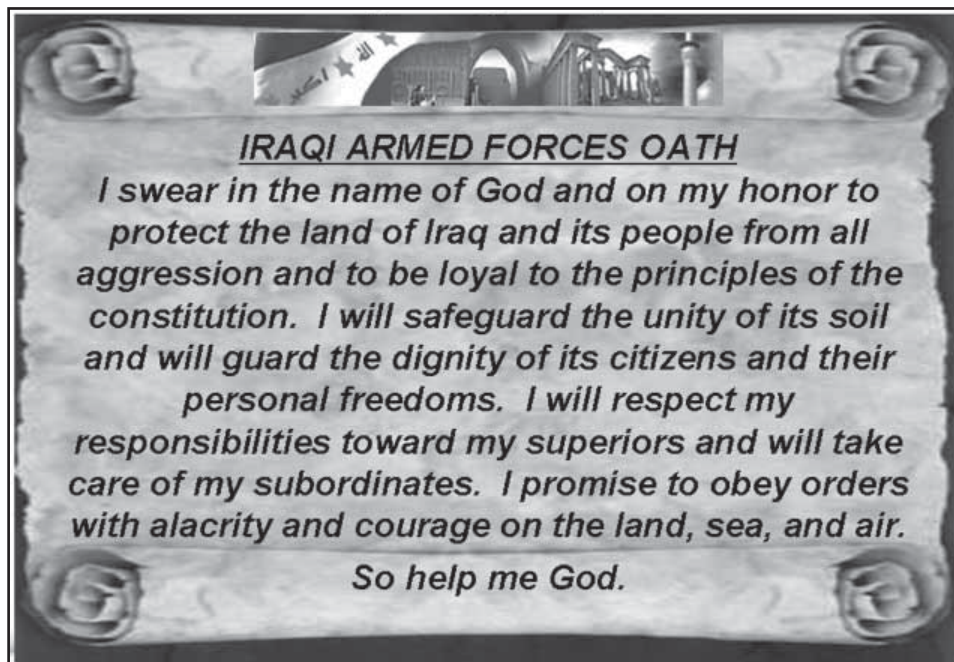 الله اكبر
IRAQI ARMED FORCES OATH
I swear in the name of God and on my honor to
protect the land of Iraq and its people from all
aggression and to be loyal to the principles of the
constitution.  I will safeguard the unity of its soil
and will guard the dignity of its citizens and their
personal freedoms.  I will respect my
responsibilities toward my superiors and will take
care of my subordinates.  I promise to obey orders
with alacrity and courage on the land, sea, and air.
So help me God.